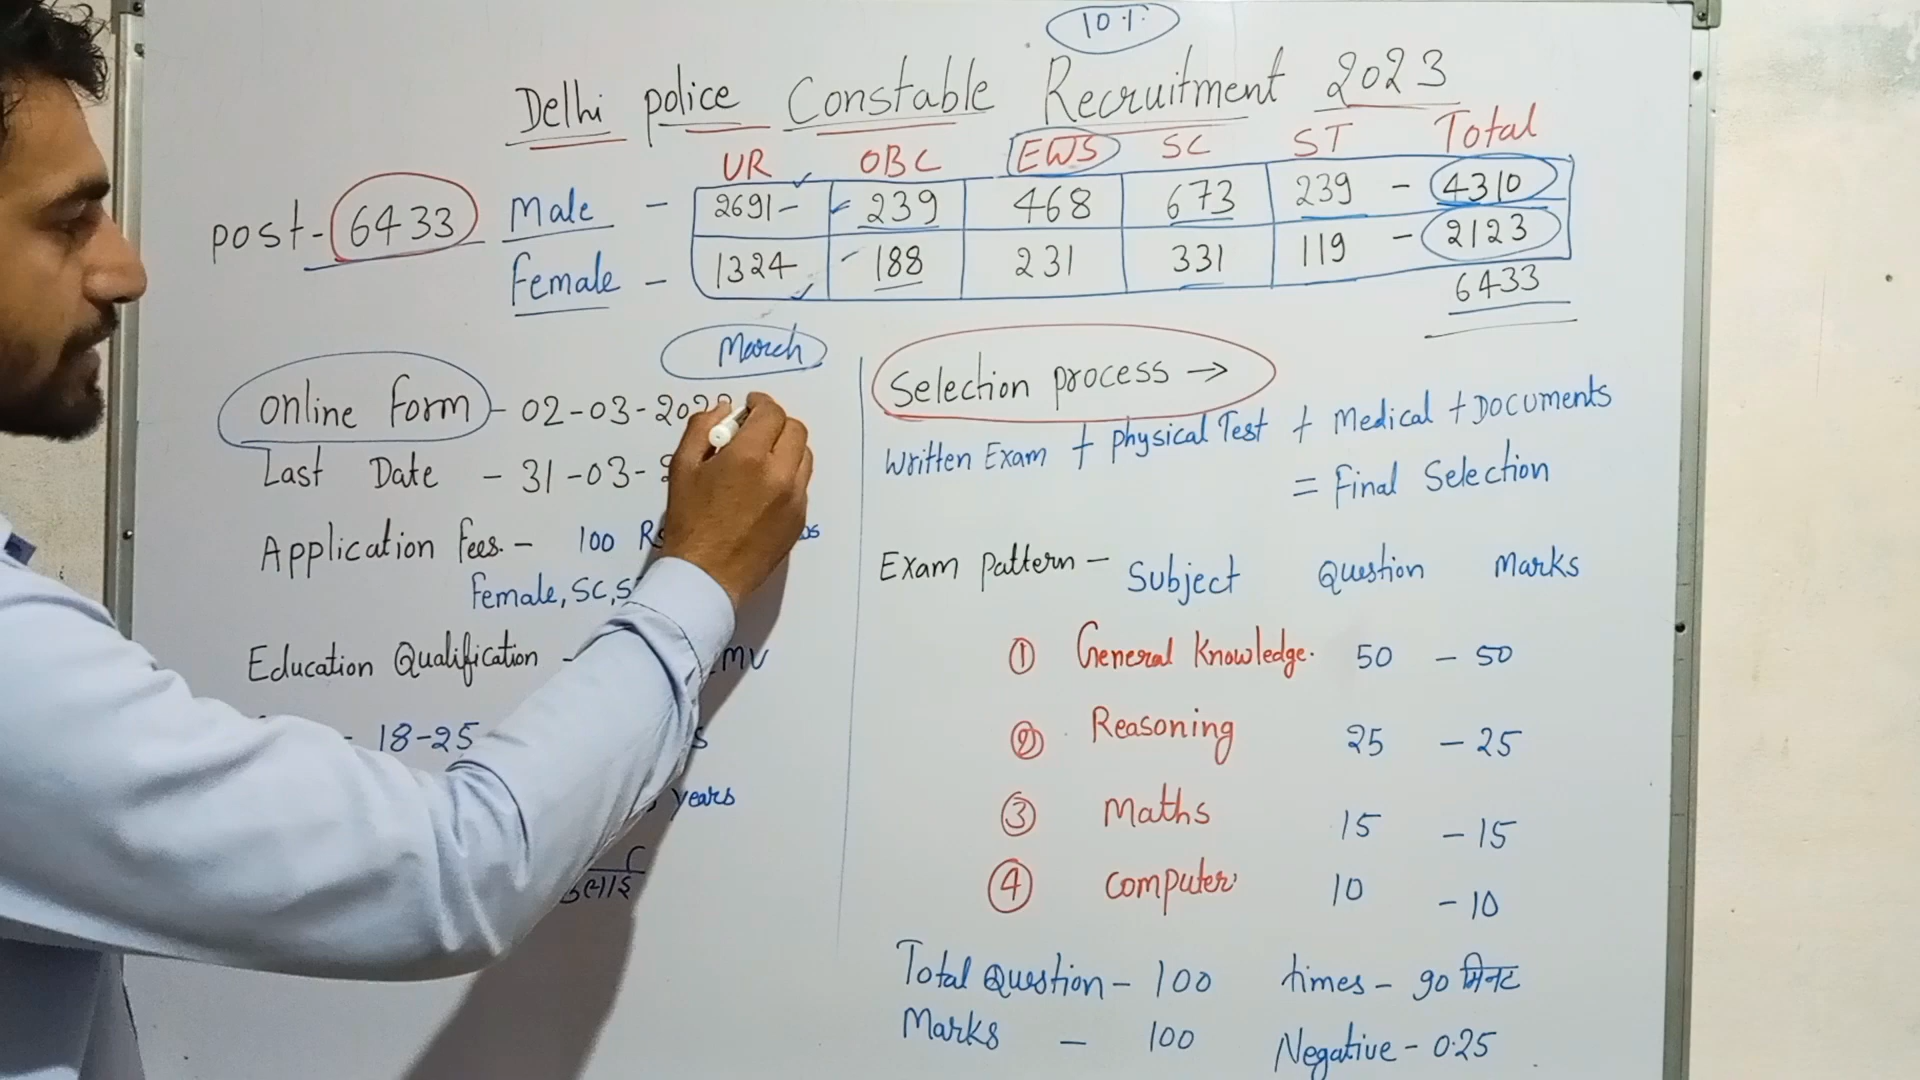 10%
Delhi police Constable Recruitment 2023
UR OBC EWS SC ST Total
post - 6433 Male - 2691 - 239 468 673 239 - 4310
Female - 1324 - 188 231 331 119 - 2123
6433
March
Online Form - 02-03-202
Last Date - 31-03-
Application Fees. - 100
Female, SC,
Education Qualification - MV
- 18-25
years
Selection process →
Written Exam + physical Test + Medical + Documents
= Final Selection
Exam Pattern - Subject Question Marks
① General Knowledge. 50 - 50
② Reasoning 25 - 25
③ Maths 15 - 15
④ Computer 10 - 10
Total Question - 100 times - 90 मिनट
Marks - 100 Negative - 0.25